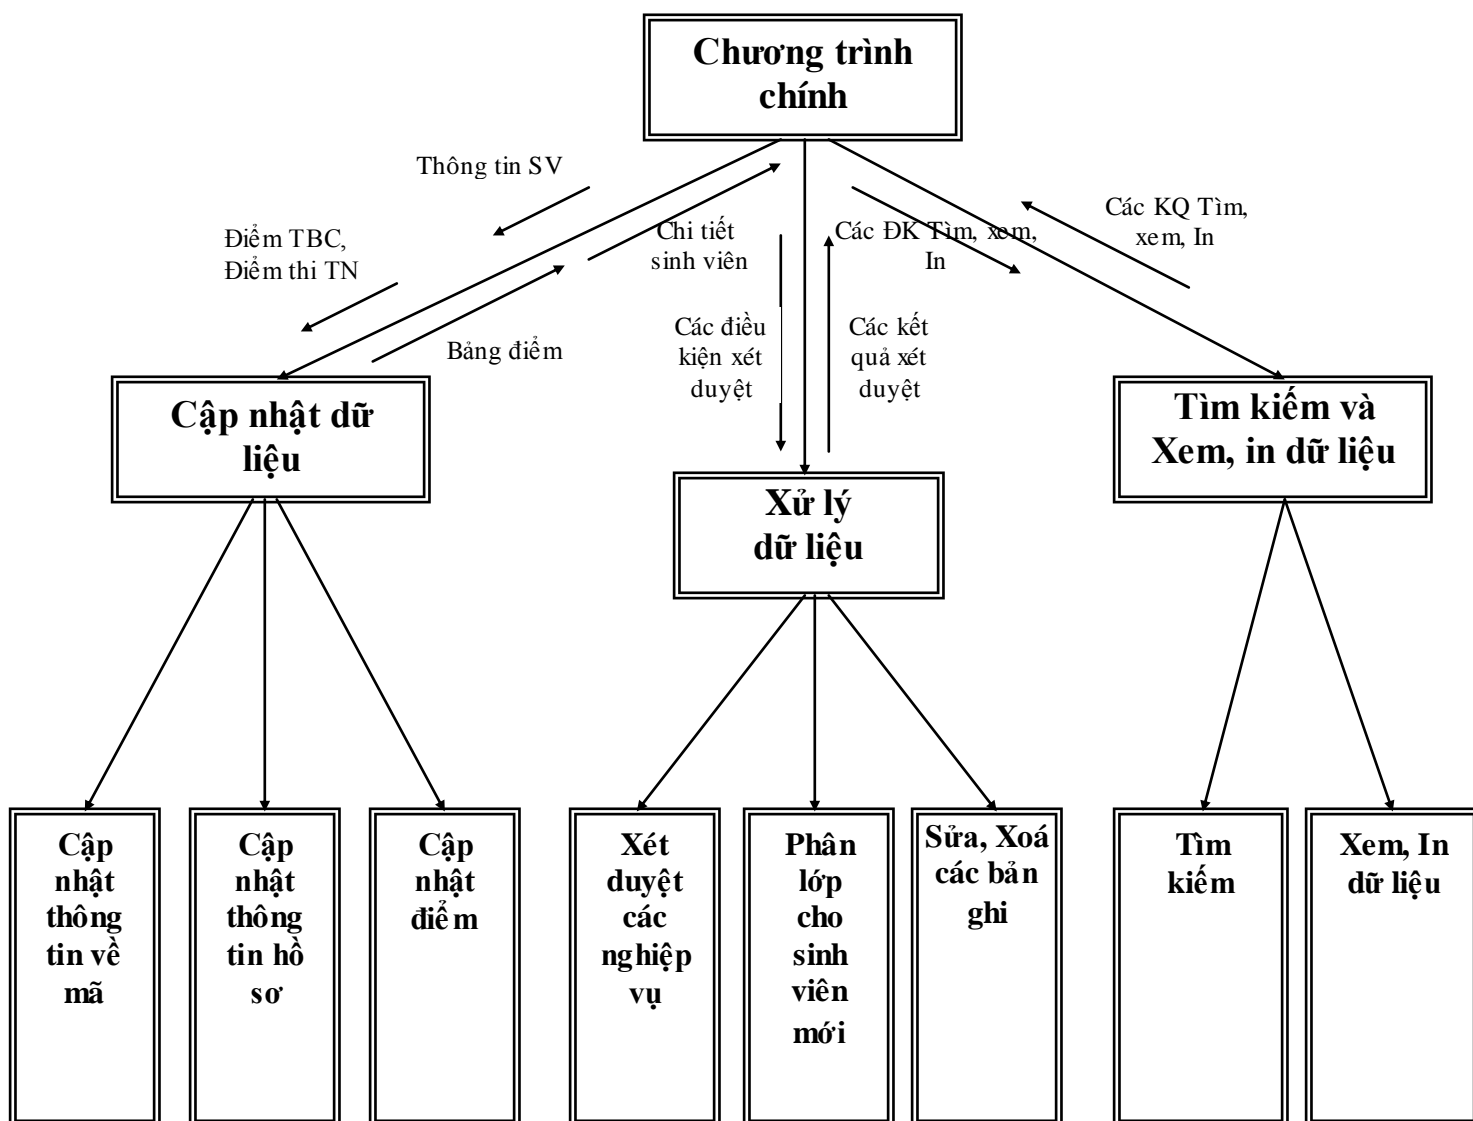 Chương trình
chính
Thông tin SV
Điểm TBC,
Điểm thi TN
Chi tiết
sinh viên
Các ĐK Tìm, xem,
In
Các KQ Tìm,
xem, In
Bảng điểm
Các điều
kiện xét
duyệt
Các kết
quả xét
duyệt
Cập nhật dữ
liệu
Xử lý
dữ liệu
Tìm kiếm và
Xem, in dữ liệu
Cập
nhật
thông
tin về
mã
Cập
nhật
thông
tin hồ
sơ
Cập
nhật
điểm
Xét
duyệt
các
nghiệp
vụ
Phân
lớp
cho
sinh
viên
mới
Sửa, Xoá
các bản
ghi
Tìm
kiếm
Xem, In
dữ liệu